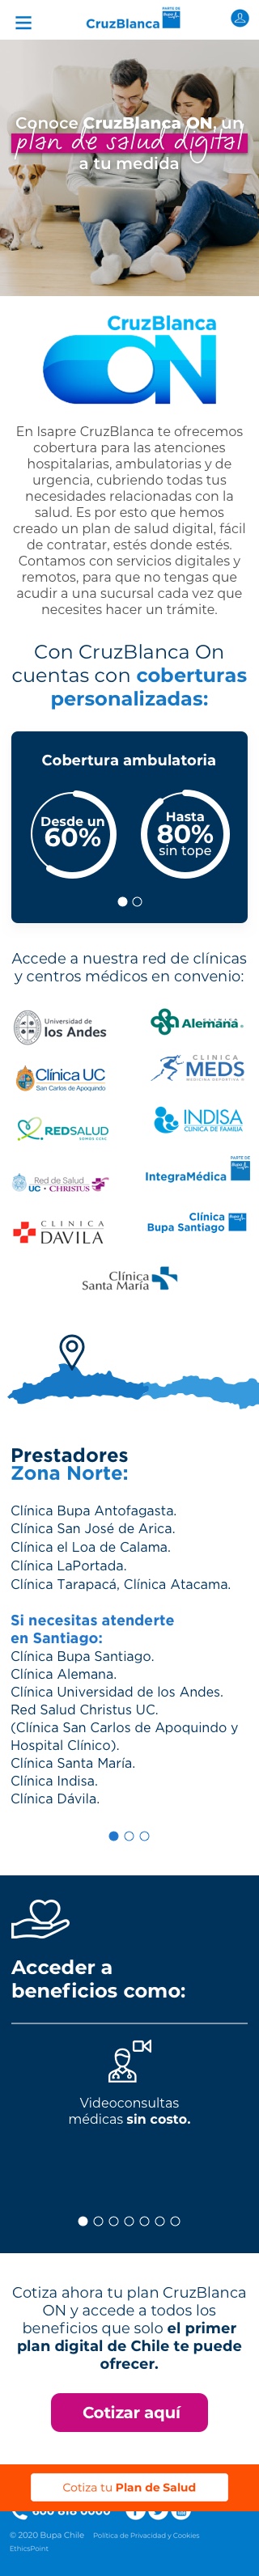 PARTE DE
CruzBlanca Bupa
Conoce CruzBlanca ON, un
plan de salud digital
a tu medida
CruzBlanca
ON
En Isapre CruzBlanca te ofrecemos
cobertura para las atenciones
hospitalarias, ambulatorias y de
urgencia, cubriendo todas tus
necesidades relacionadas con la
salud. Es por esto que hemos
creado un plan de salud digital, fácil
de contratar, estés donde estés.
Contamos con servicios digitales y
remotos, para que no tengas que
acudir a una sucursal cada vez que
necesites hacer un trámite.
Con CruzBlanca On
cuentas con coberturas
personalizadas:
Cobertura ambulatoria
Desde un
60%
Hasta
80%
sin tope
Accede a nuestra red de clínicas
y centros médicos en convenio:
Universidad de
los Andes
CLINICA
Alemana
Clínica UC
San Carlos de Apoquindo
CLINICA
MEDS
REDSALUD
SOMOS CCHC
INDISA
CLINICA DE FAMILIA
Red de Salud
UC · CHRISTUS
PARTE DE
IntegraMédica Bupa
CLINICA
DAVILA
Clínica
Bupa Santiago Bupa
Clínica
Santa María
Prestadores
Zona Norte:
Clínica Bupa Antofagasta.
Clínica San José de Arica.
Clínica el Loa de Calama.
Clínica LaPortada.
Clínica Tarapacá, Clínica Atacama.
Si necesitas atenderte
en Santiago:
Clínica Bupa Santiago.
Clínica Alemana.
Clínica Universidad de los Andes.
Red Salud Christus UC.
(Clínica San Carlos de Apoquindo y
Hospital Clínico).
Clínica Santa María.
Clínica Indisa.
Clínica Dávila.
Acceder a
beneficios como:
Videoconsultas
médicas sin costo.
Cotiza ahora tu plan CruzBlanca
ON y accede a todos los
beneficios que solo el primer
plan digital de Chile te puede
ofrecer.
Cotizar aquí
Cotiza tu Plan de Salud
600 818 0000
© 2020 Bupa Chile Política de Privacidad y Cookies
EthicsPoint